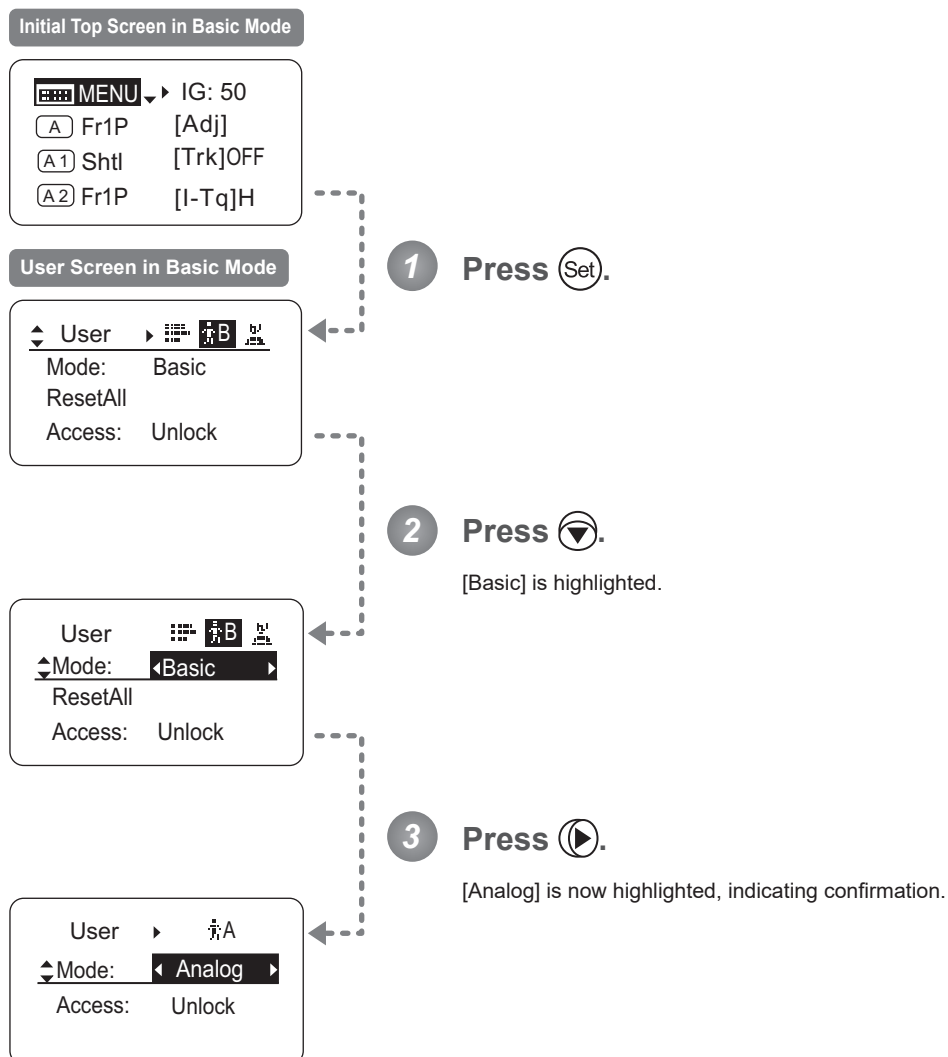 Initial Top Screen in Basic Mode
MENU IG: 50
A Fr1P [Adj]
A1 Shtl [Trk]OFF
A2 Fr1P [I-Tq]H
1 Press Set.
User Screen in Basic Mode
User B
Mode: Basic
ResetAll
Access: Unlock
2 Press .
[Basic] is highlighted.
User B
Mode: Basic
ResetAll
Access: Unlock
3 Press .
[Analog] is now highlighted, indicating confirmation.
User A
Mode: Analog
Access: Unlock